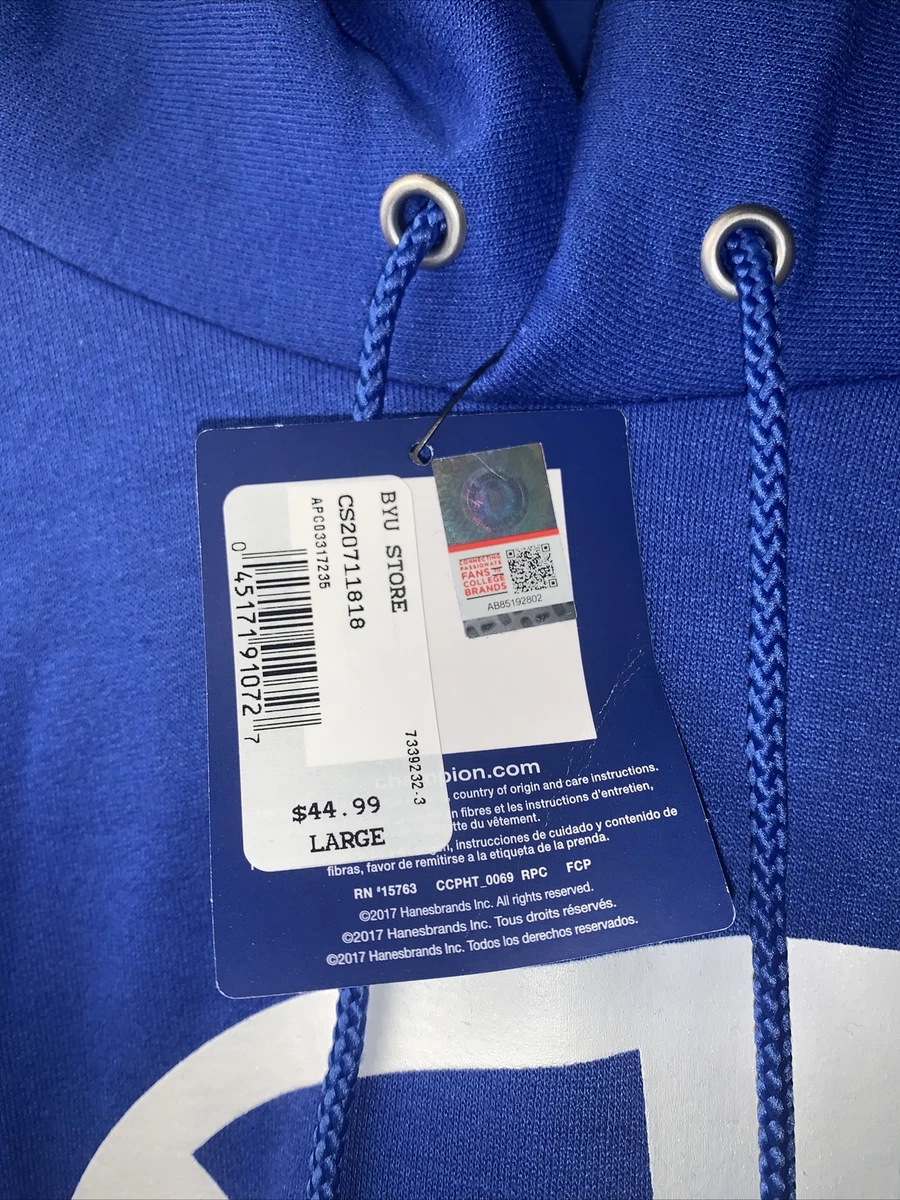 BYU STORE
CS20711818
APC03317235
0 45171 91072 7
7339232-3
$44.99
LARGE
CONNECTING
PASSIONATE
FANS TO
COLLEGE
BRANDS
AB85192802
champion.com
, country of origin and care instructions.
n fibres et les instructions d'entretien,
tte du vêtement.
n, instrucciones de cuidado y contenido de
fibras, favor de remitirse a la etiqueta de la prenda.
RN #15763 CCPHT_0069 RPC FCP
©2017 Hanesbrands Inc. All rights reserved.
©2017 Hanesbrands Inc. Tous droits réservés.
©2017 Hanesbrands Inc. Todos los derechos reservados.